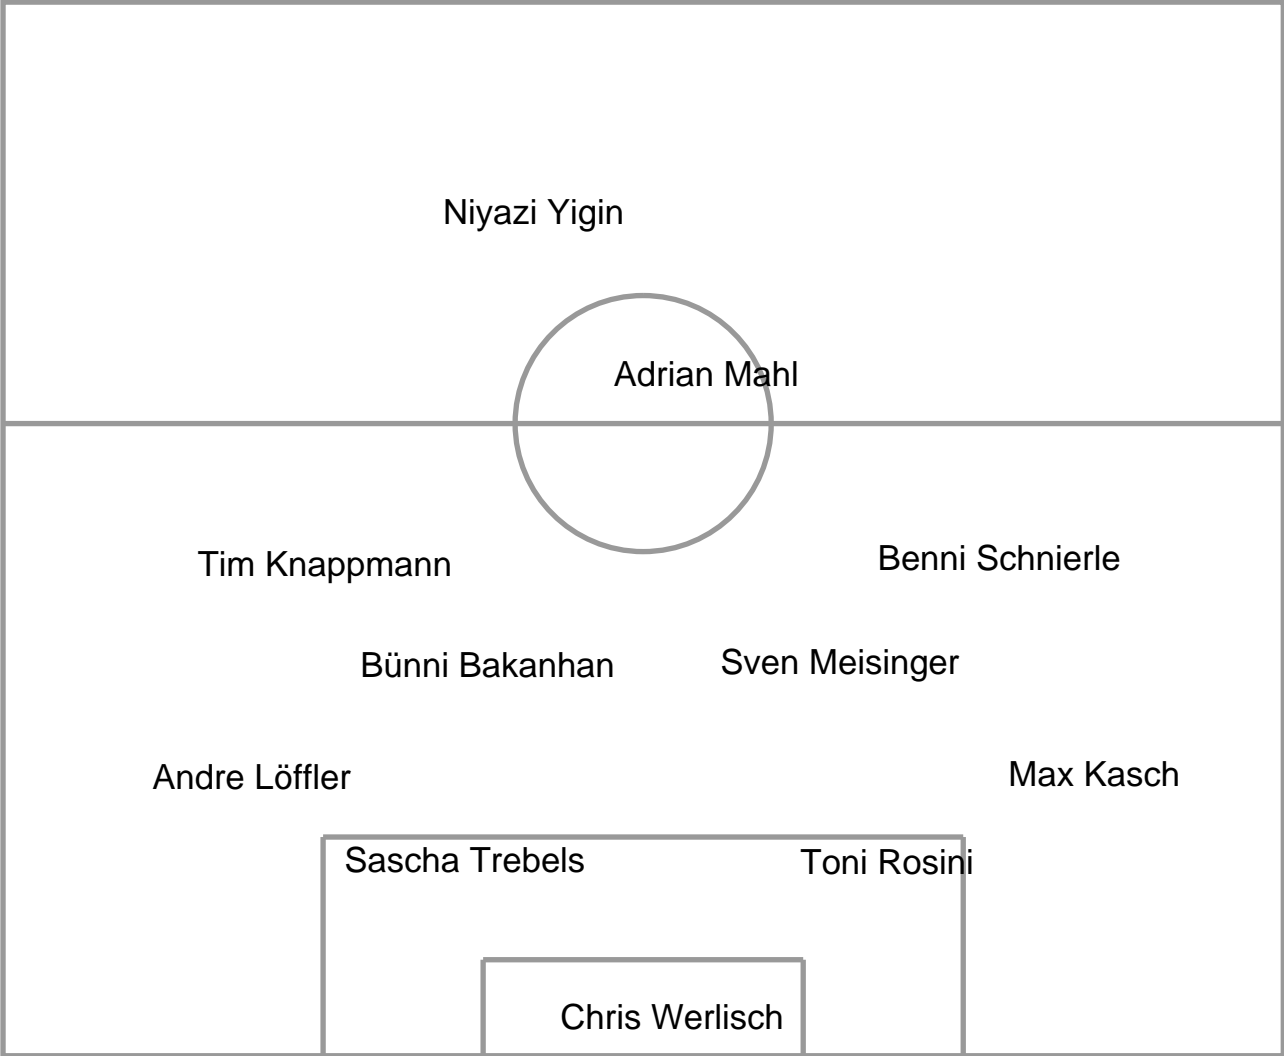 Niyazi Yigin
Adrian Mahl
Tim Knappmann
Benni Schnierle
Bünni Bakanhan
Sven Meisinger
Andre Löffler
Max Kasch
Sascha Trebels
Toni Rosini
Chris Werlisch